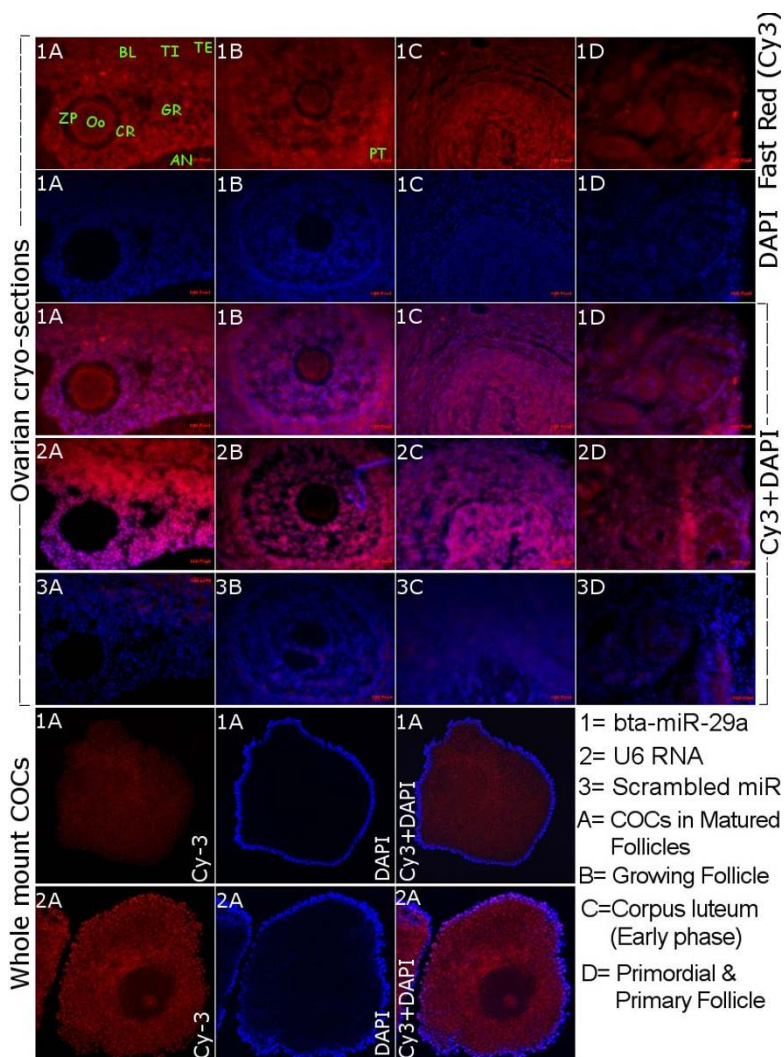 1A BL TI TE 1B 1C 1D
ZP Oo CR GR AN PT
Fast Red (Cy3)
1A 1B 1C 1D
DAPI
1A 1B 1C 1D
2A 2B 2C 2D
3A 3B 3C 3D
Cy3+DAPI
Ovarian cryo-sections
1A 1A 1A
Cy-3 DAPI Cy3+DAPI
2A 2A 2A
Cy-3 DAPI Cy3+DAPI
Whole mount COCs
1= bta-miR-29a
2= U6 RNA
3= Scrambled miR
A= COCs in Matured
Follicles
B= Growing Follicle
C=Corpus luteum
(Early phase)
D= Primordial &
Primary Follicle